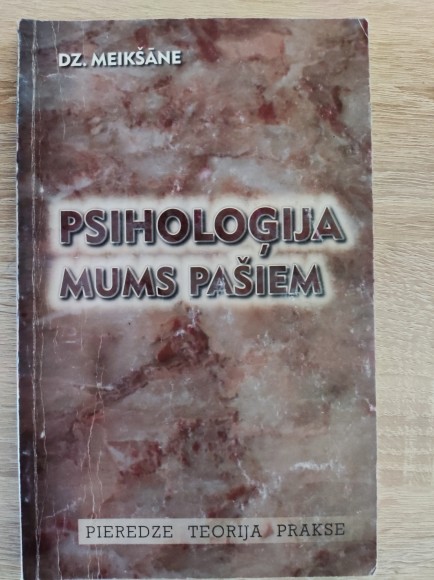 DZ. MEIKŠĀNE
PSIHOLOĢIJA
MUMS PAŠIEM
PIEREDZE TEORIJA PRAKSE